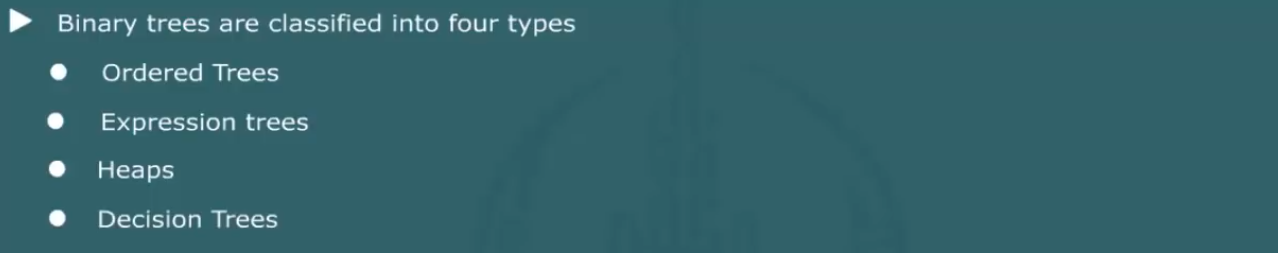 Binary trees are classified into four types
Ordered Trees
Expression trees
Heaps
Decision Trees